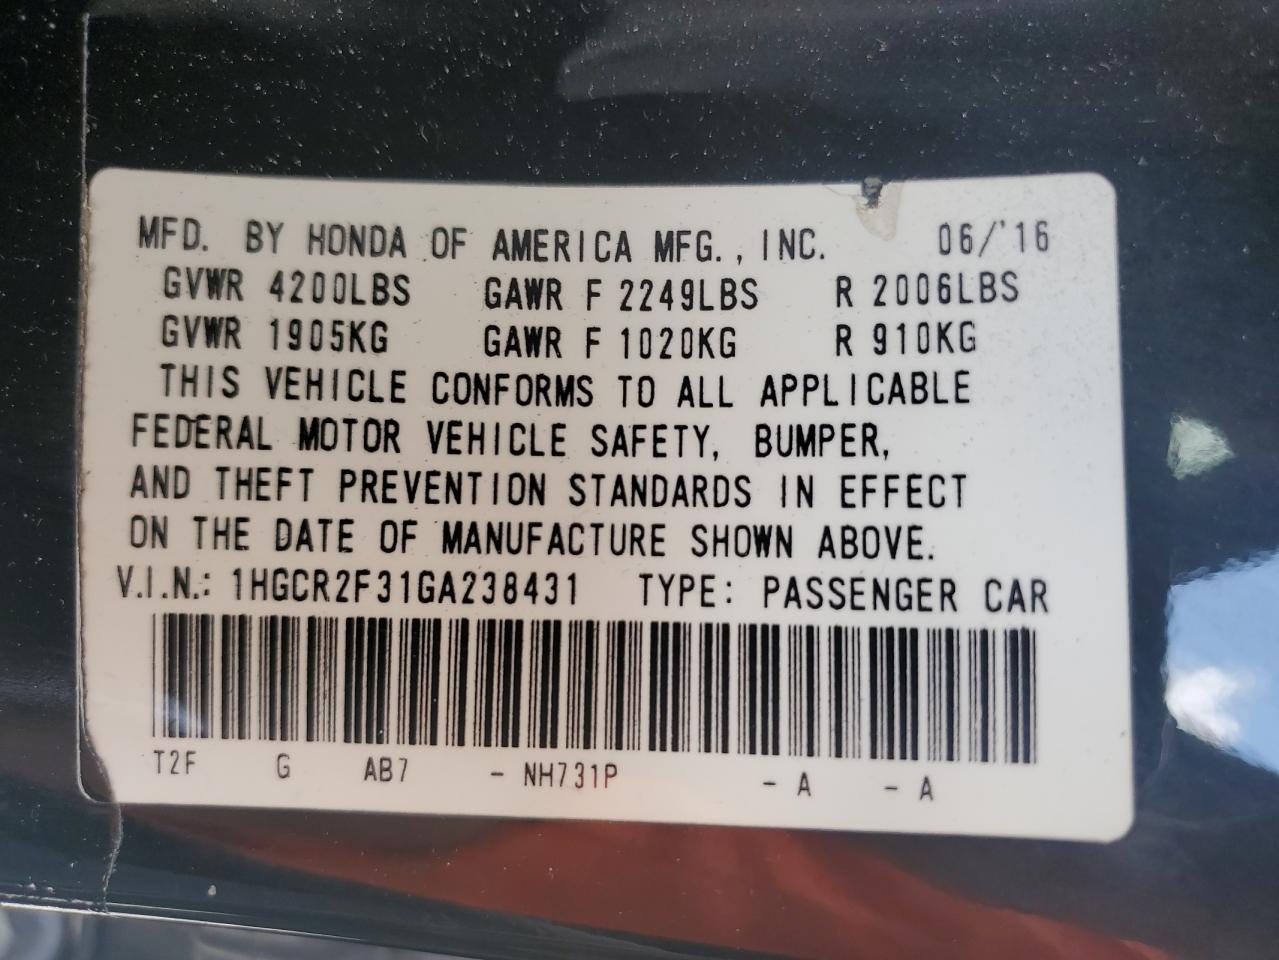 MFD. BY HONDA OF AMERICA MFG., INC. 06/'16
GVWR 4200LBS GAWR F 2249LBS R 2006LBS
GVWR 1905KG GAWR F 1020KG R 910KG
THIS VEHICLE CONFORMS TO ALL APPLICABLE
FEDERAL MOTOR VEHICLE SAFETY, BUMPER,
AND THEFT PREVENTION STANDARDS IN EFFECT
ON THE DATE OF MANUFACTURE SHOWN ABOVE.
V.I.N.: 1HGCR2F31GA238431 TYPE: PASSENGER CAR
T2F G AB7 - NH731P - A - A